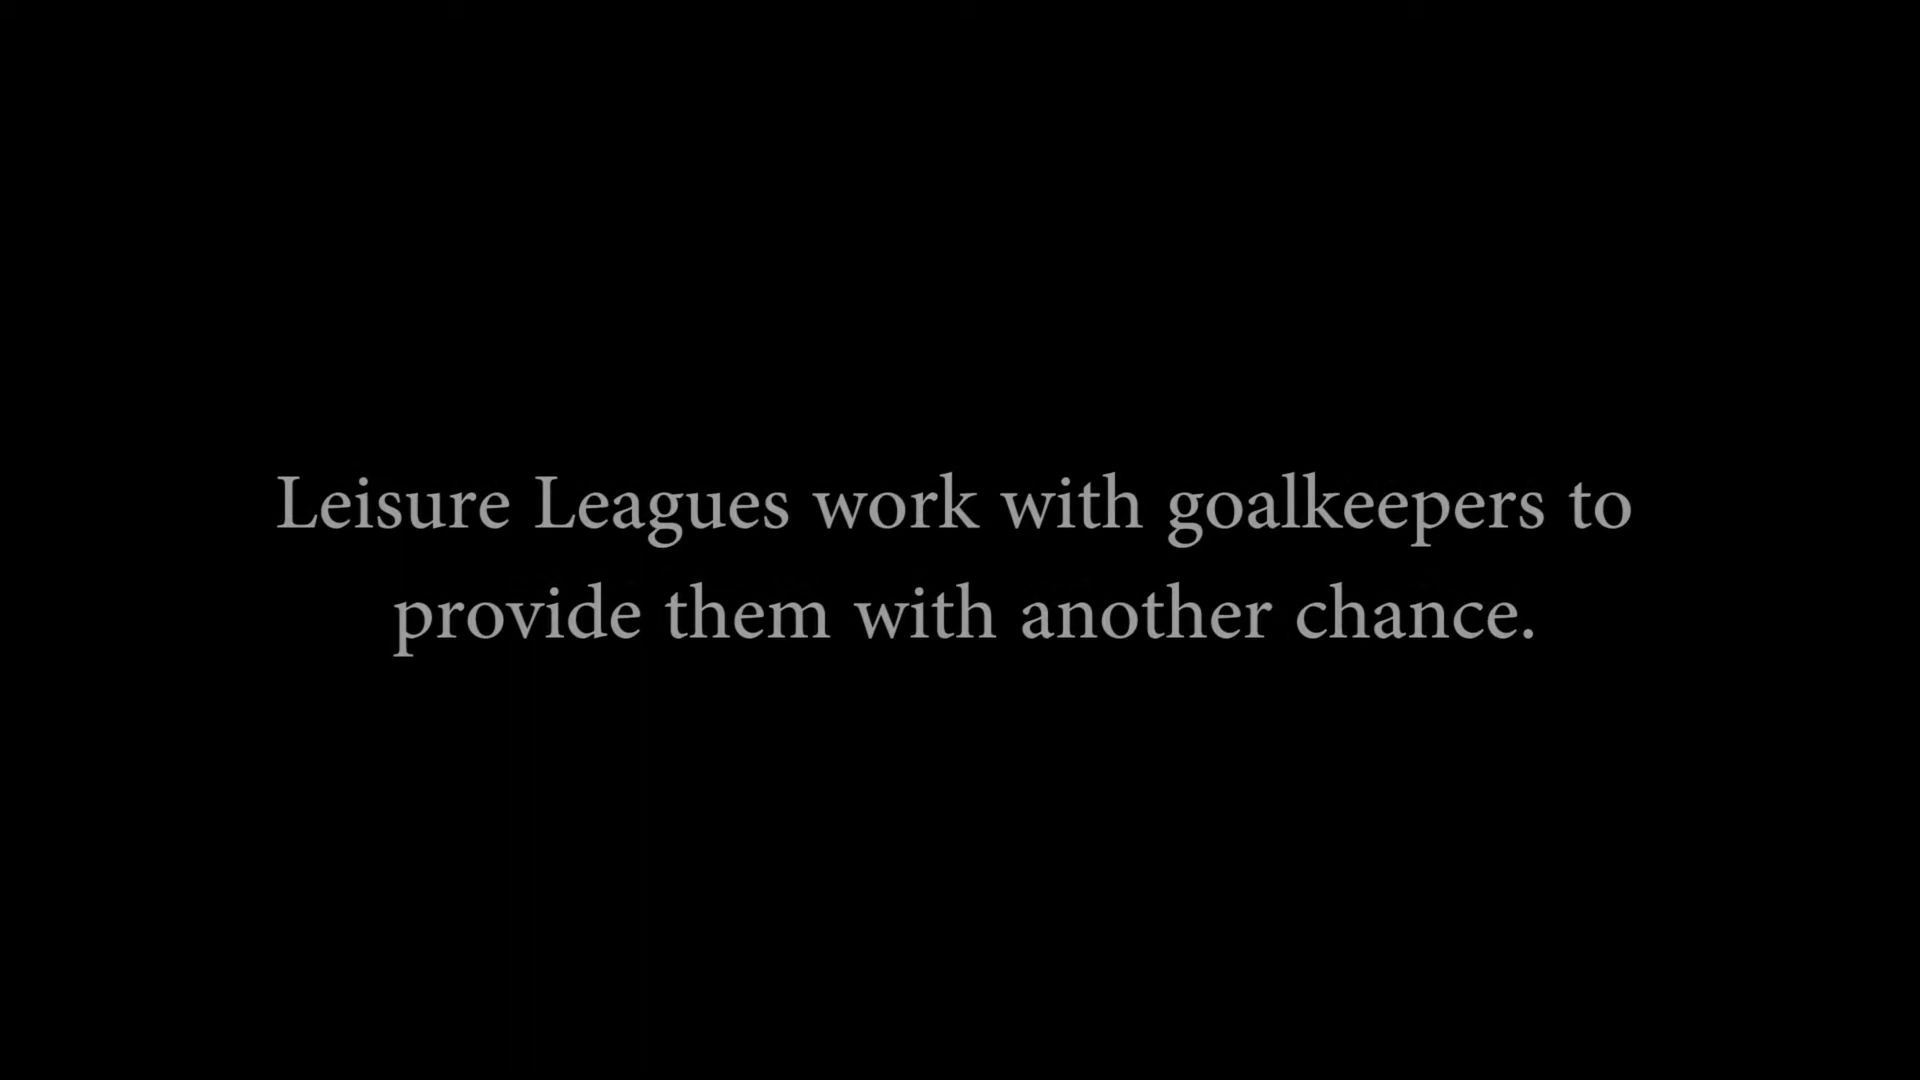 Leisure Leagues work with goalkeepers to
provide them with another chance.